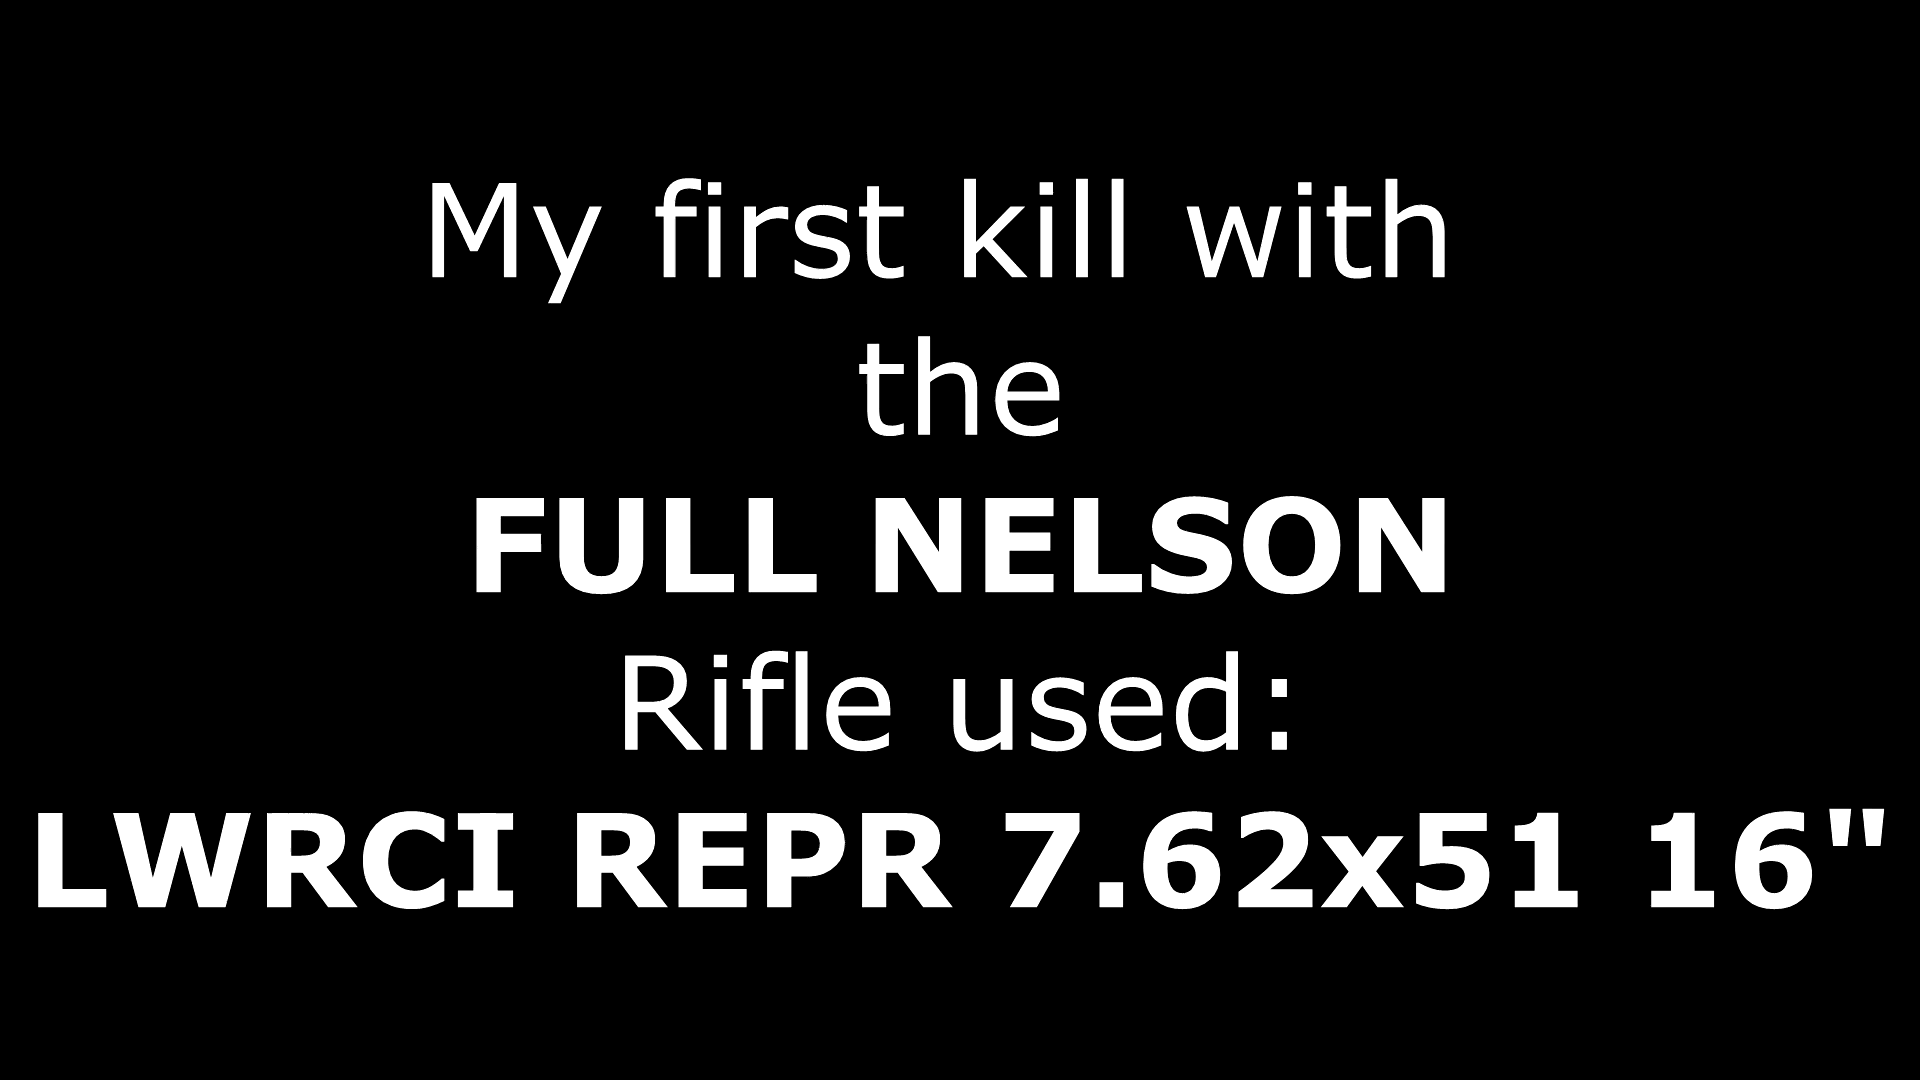 My first kill with
the
FULL NELSON
Rifle used:
LWRCI REPR 7.62x51 16"